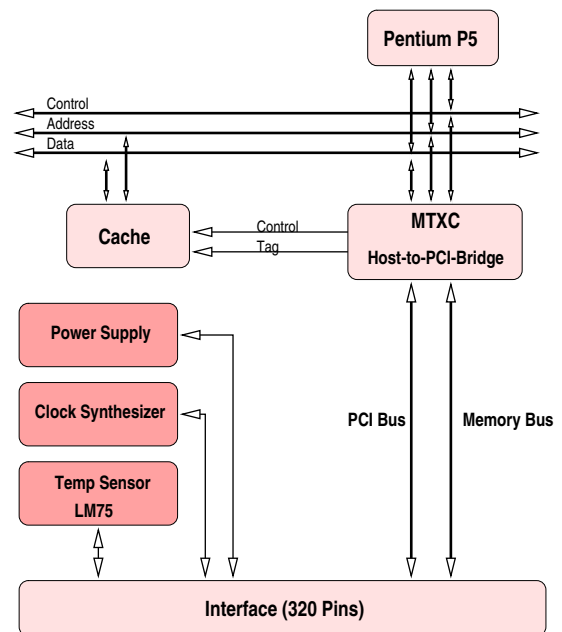 Pentium P5
Control
Address
Data
Cache
Control
Tag
MTXC
Host-to-PCI-Bridge
Power Supply
Clock Synthesizer
PCI Bus
Memory Bus
Temp Sensor
LM75
Interface (320 Pins)